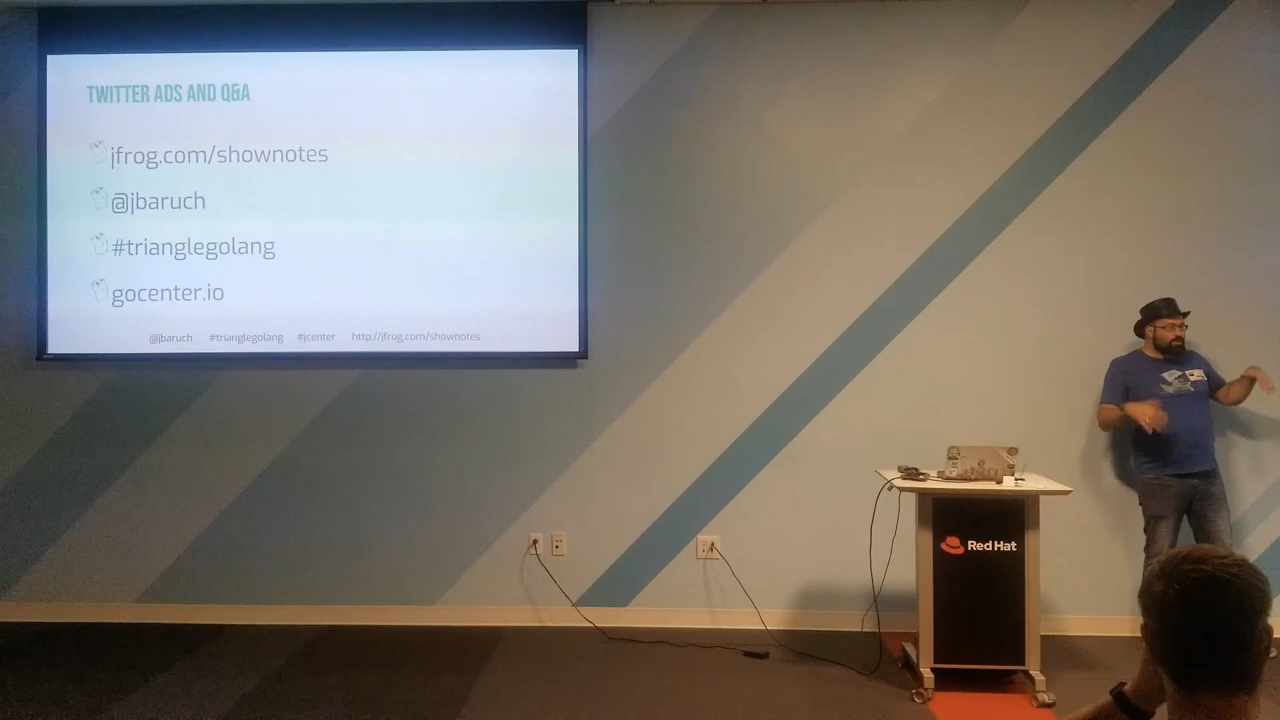 TWITTER ADS AND Q&A
jfrog.com/shownotes
@jbaruch
#trianglegolang
gocenter.io
@jbaruch #trianglegolang #jcenter http://jfrog.com/shownotes
Red Hat